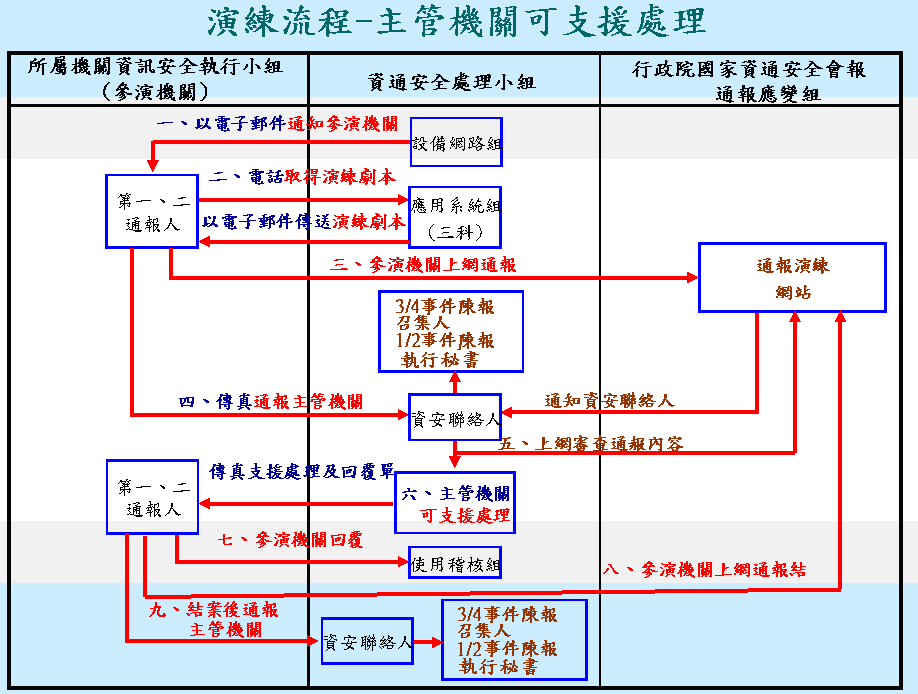 演練流程-主管機關可支援處理
所屬機關資訊安全執行小組
（參演機關）
資通安全處理小組
行政院國家資通安全會報
通報應變組
一、以電子郵件通知參演機關
設備網路組
二、電話取得演練劇本
第一、二
通報人
應用系統組
(三科)
以電子郵件傳送演練劇本
三、參演機關上網通報
通報演練
網站
3/4事件陳報
召集人
1/2事件陳報
執行秘書
四、傳真通報主管機關
資安聯絡人
通知資安聯絡人
五、上網審查通報內容
傳真支援處理及回覆單
第一、二
通報人
六、主管機關
可支援處理
七、參演機關回覆
使用稽核組
八、參演機關上網通報結
九、結案後通報
主管機關
資安聯絡人
3/4事件陳報
召集人
1/2事件陳報
執行秘書